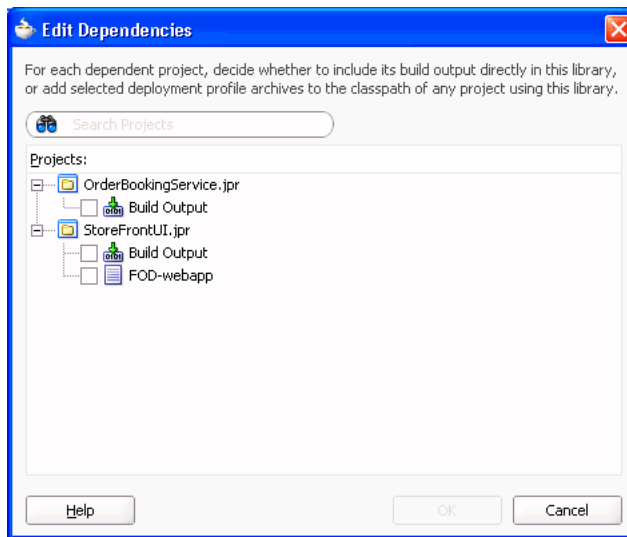 Edit Dependencies
For each dependent project, decide whether to include its build output directly in this library,
or add selected deployment profile archives to the classpath of any project using this library.
Search Projects
Projects:
OrderBookingService.jpr
Build Output
StoreFrontUI.jpr
Build Output
FOD-webapp
Help
OK
Cancel